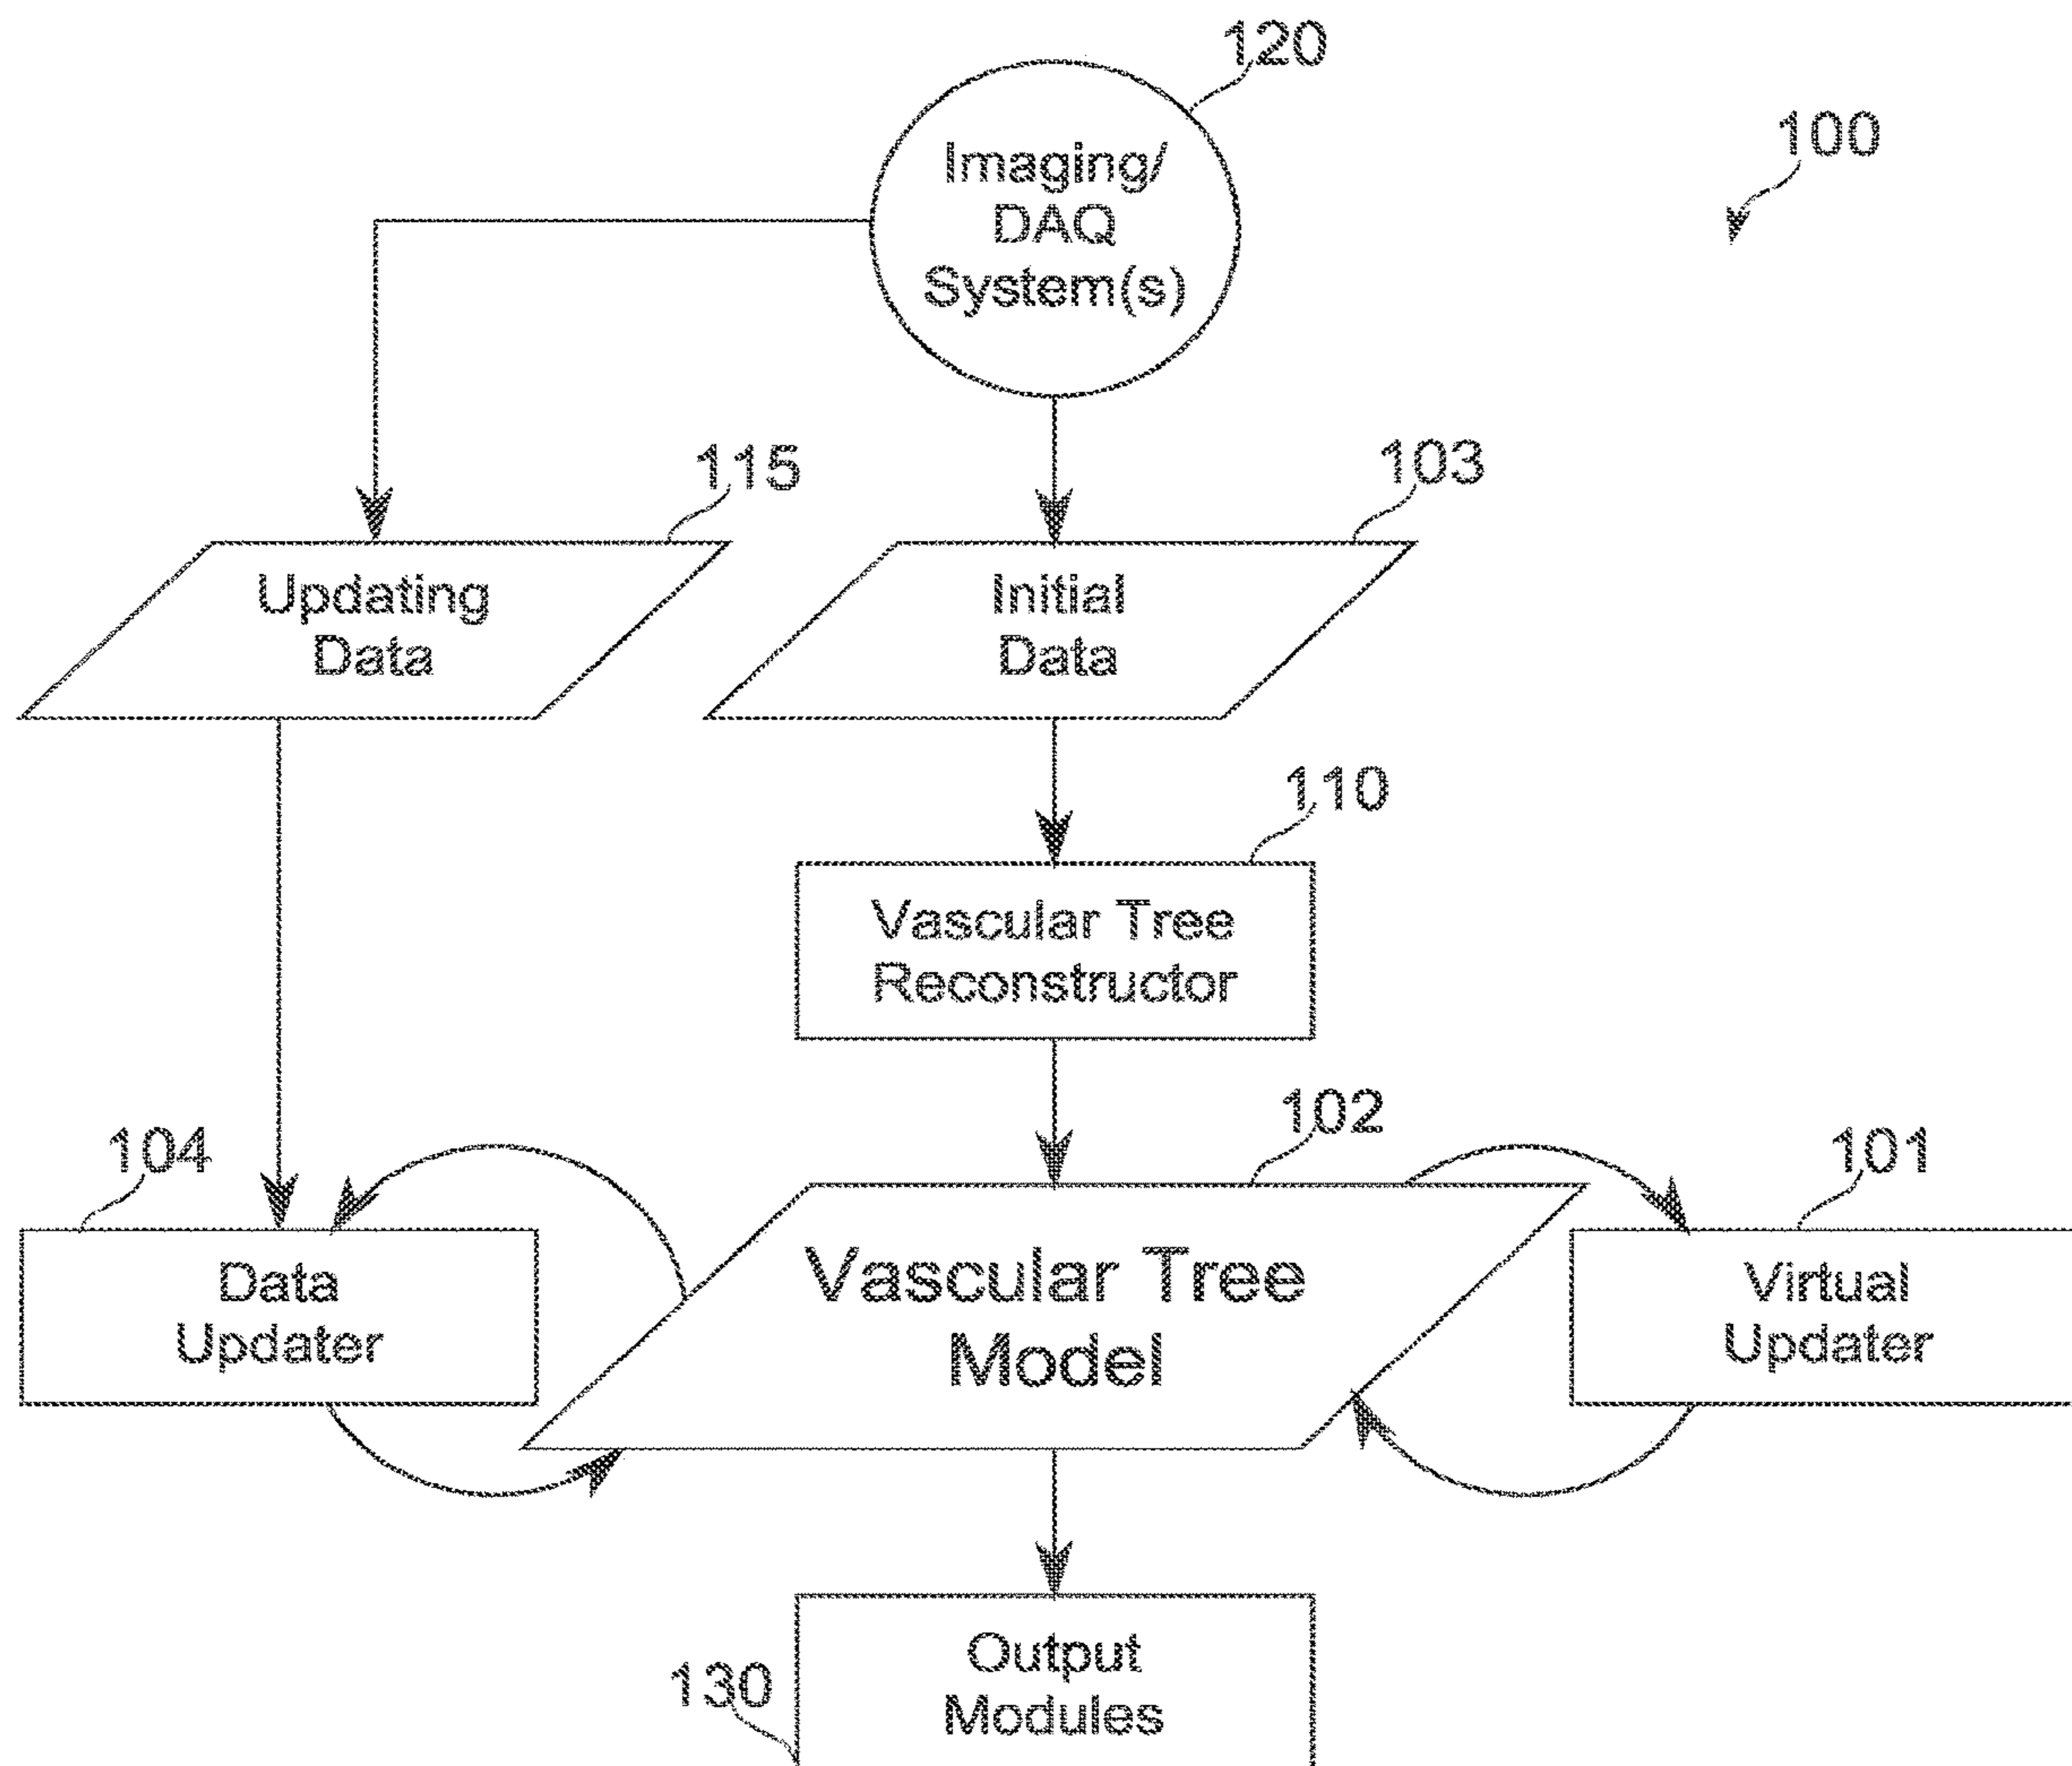 120
100
Imaging/
DAQ
System(s)
115
103
Updating
Data
Initial
Data
110
Vascular Tree
Reconstructor
102
104
101
Data
Updater
Vascular Tree
Model
Virtual
Updater
130
Output
Modules